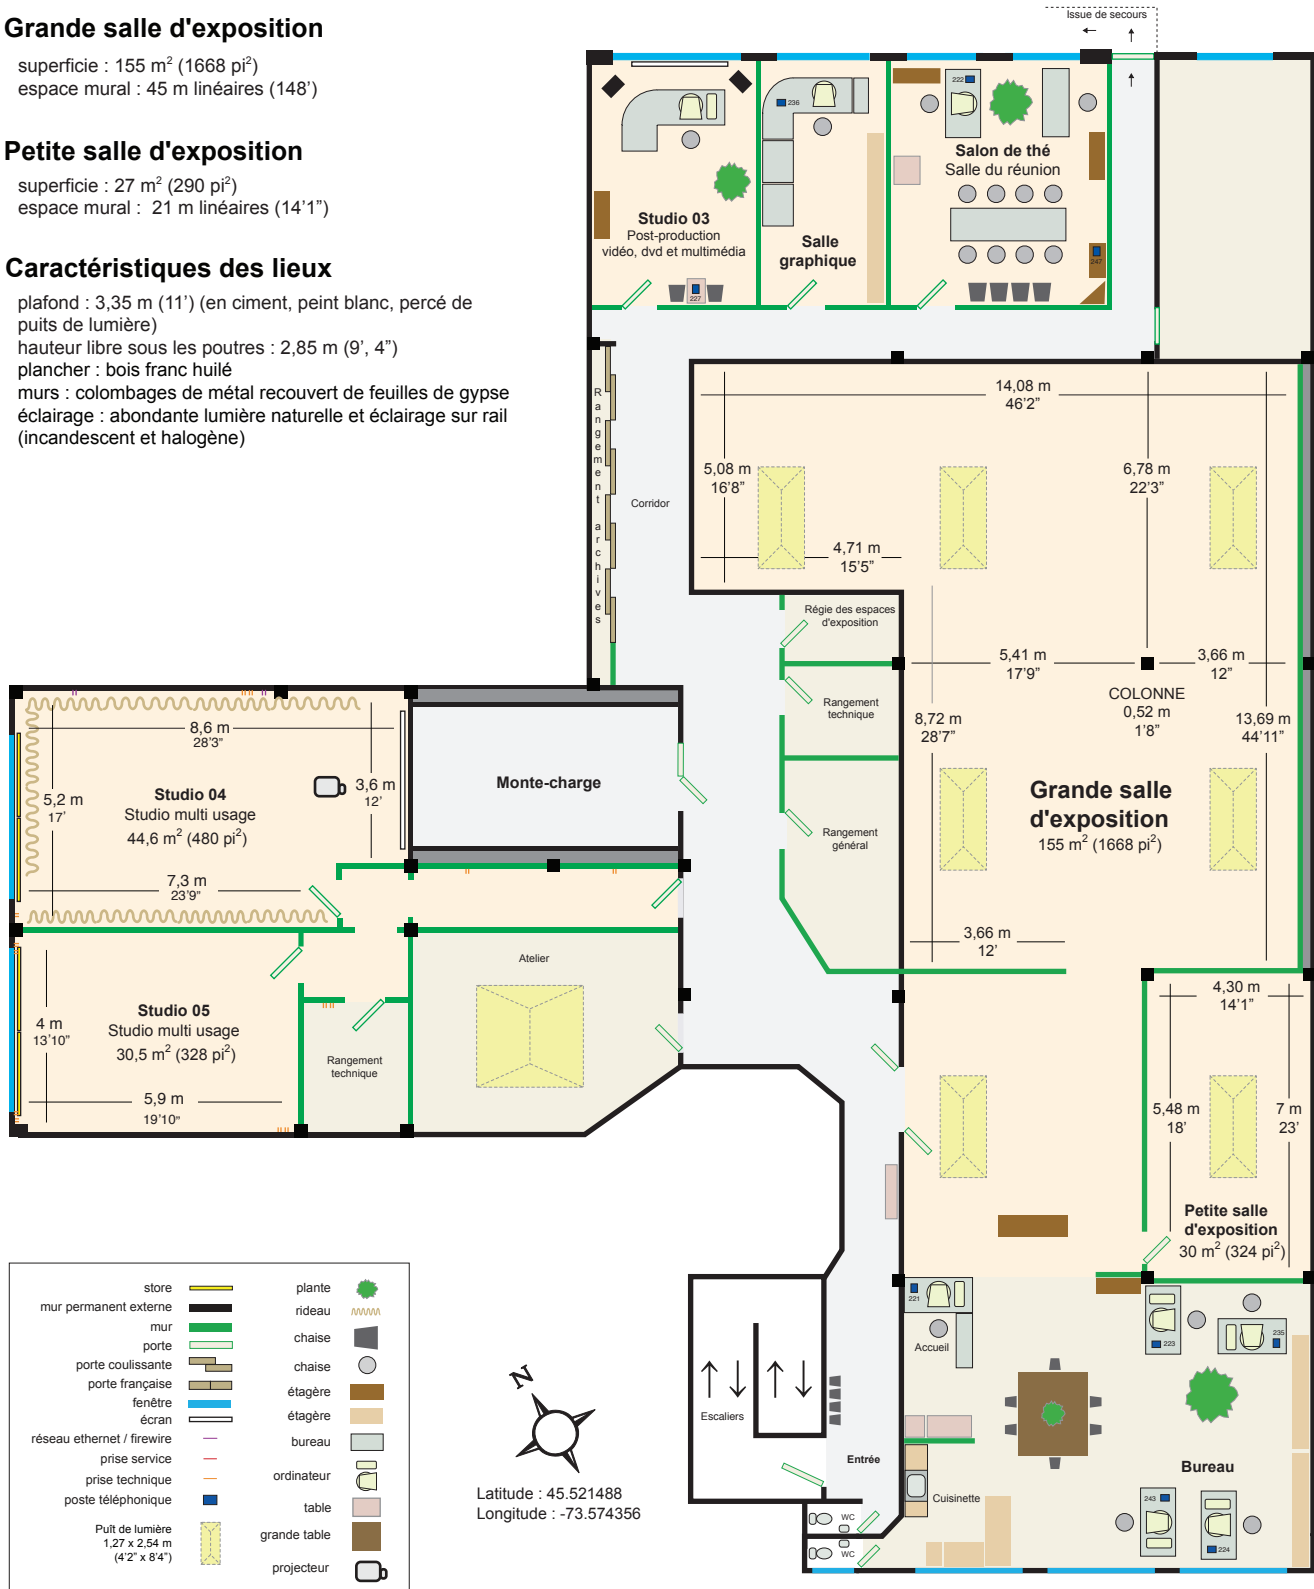 Grande salle d'exposition
superficie : 155 m² (1668 pi²)
espace mural : 45 m linéaires (148')
Petite salle d'exposition
superficie : 27 m² (290 pi²)
espace mural :  21 m linéaires (14'1")
Caractéristiques des lieux
plafond : 3,35 m (11') (en ciment, peint blanc, percé de
puits de lumière)
hauteur libre sous les poutres : 2,85 m (9', 4")
plancher : bois franc huilé
murs : colombages de métal recouvert de feuilles de gypse
éclairage : abondante lumière naturelle et éclairage sur rail
(incandescent et halogène)
Issue de secours
222
236
Studio 03
Post-production
vidéo, dvd et multimédia
227
Salle
graphique
Salon de thé
Salle du réunion
247
Rangement archives
Corridor
14,08 m
46'2"
5,08 m
16'8"
6,78 m
22'3"
4,71 m
15'5"
Régie des espaces
d'exposition
5,41 m
17'9"
3,66 m
12"
COLONNE
0,52 m
1'8"
Rangement
technique
8,72 m
28'7"
13,69 m
44'11"
Grande salle
d'exposition
155 m² (1668 pi²)
Rangement
général
3,66 m
12'
8,6 m
28'3"
5,2 m
17'
3,6 m
12'
Studio 04
Studio multi usage
44,6 m² (480 pi²)
7,3 m
23'9"
Monte-charge
Atelier
4 m
13'10"
Studio 05
Studio multi usage
30,5 m² (328 pi²)
5,9 m
19'10"
Rangement
technique
4,30 m
14'1"
5,48 m
18'
7 m
23'
Petite salle
d'exposition
30 m² (324 pi²)
221
Accueil
223
235
Bureau
243
224
Cuisinette
Entrée
Escaliers
WC
WC
N
Latitude : 45.521488
Longitude : -73.574356
store
mur permanent externe
mur
porte
porte coulissante
porte française
fenêtre
écran
réseau ethernet / firewire
prise service
prise technique
poste téléphonique
Puît de lumière
1,27 x 2,54 m
(4'2" x 8'4")
plante
rideau
chaise
chaise
étagère
étagère
bureau
ordinateur
table
grande table
projecteur